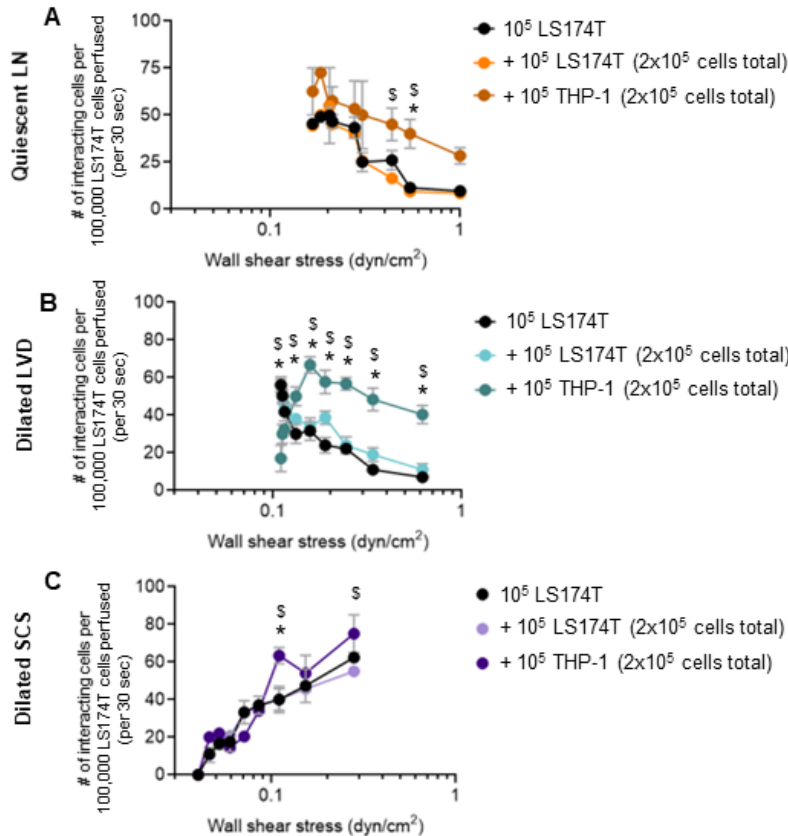 A
Quiescent LN
# of interacting cells per
100,000 LS174T cells perfused
(per 30 sec)
100
75
50
25
0
0.1
1
$
$
*
Wall shear stress (dyn/cm²)
10⁵ LS174T
+ 10⁵ LS174T (2x10⁵ cells total)
+ 10⁵ THP-1 (2x10⁵ cells total)
B
Dilated LVD
# of interacting cells per
100,000 LS174T cells perfused
(per 30 sec)
100
80
60
40
20
0
0.1
1
$ $ $ $ $ $ $
* * * * * * *
Wall shear stress (dyn/cm²)
10⁵ LS174T
+ 10⁵ LS174T (2x10⁵ cells total)
+ 10⁵ THP-1 (2x10⁵ cells total)
C
Dilated SCS
# of interacting cells per
100,000 LS174T cells perfused
(per 30 sec)
100
80
60
40
20
0
0.1
1
$
*
$
Wall shear stress (dyn/cm²)
10⁵ LS174T
+ 10⁵ LS174T (2x10⁵ cells total)
+ 10⁵ THP-1 (2x10⁵ cells total)